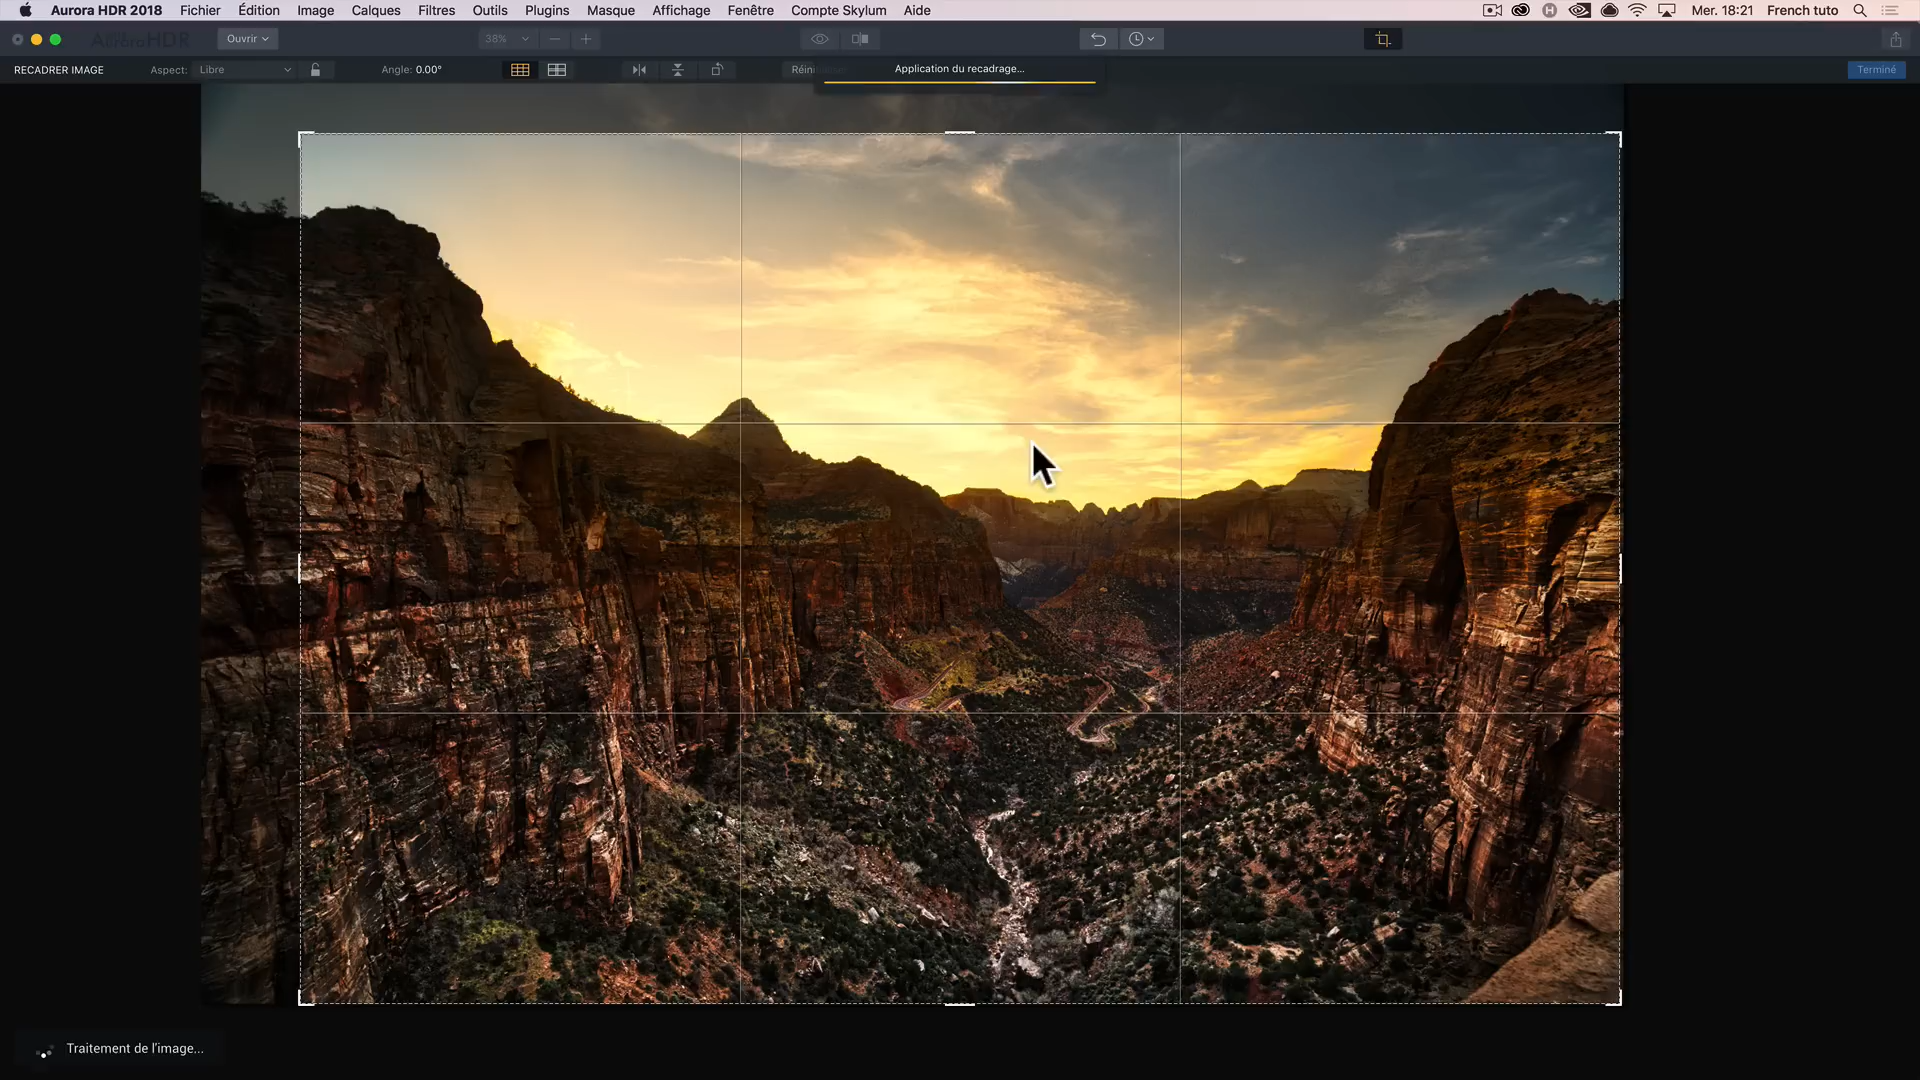 Aurora HDR 2018 Fichier Édition Image Calques Filtres Outils Plugins Masque Affichage Fenêtre Compte Skylum Aide Mer. 18:21 French tuto
AuroraHDR Ouvrir 38%
RECADRER IMAGE Aspect: Libre Angle: 0.00° Application du recadrage... Terminé
Traitement de l'image...